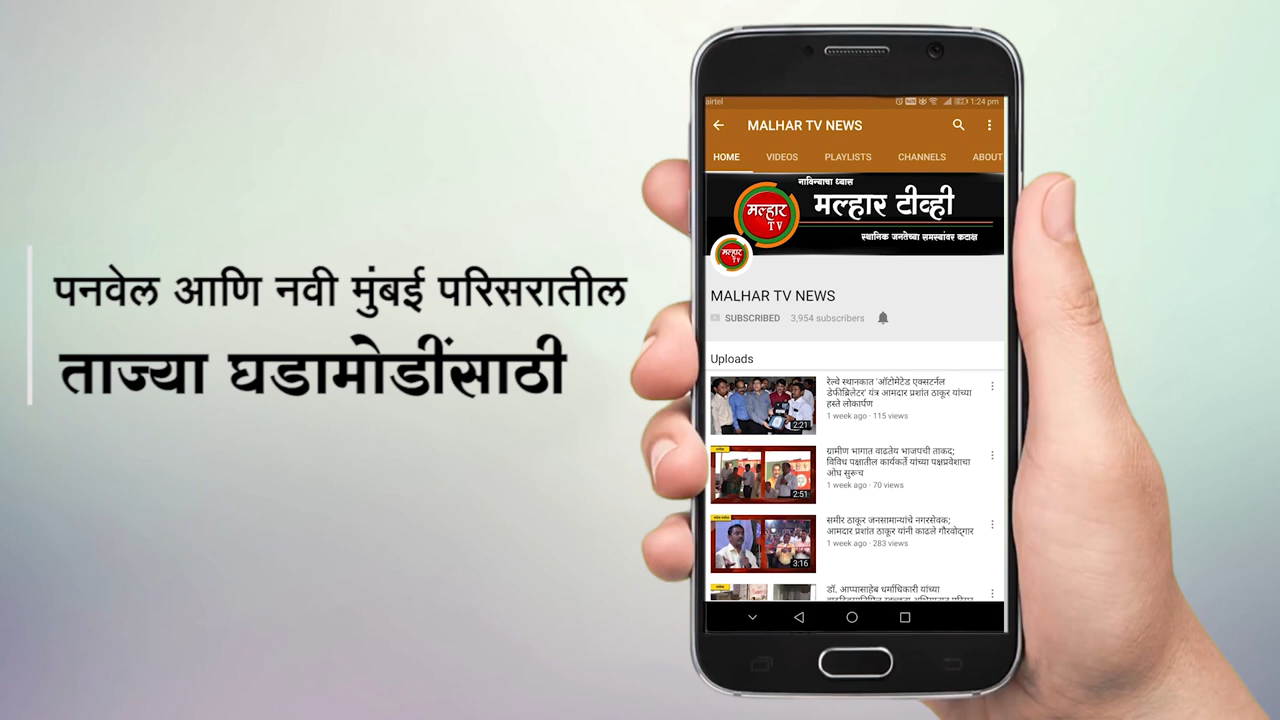 पनवेल आणि नवी मुंबई परिसरातील
ताज्या घडामोडींसाठी
airtel
1:24 pm
MALHAR TV NEWS
HOME VIDEOS PLAYLISTS CHANNELS ABOUT
नाविन्याचा ध्यास
मल्हार टीव्ही
मल्हार
TV
स्थानिक जनतेच्या समस्यांवर कटाक्ष
मल्हार
TV
MALHAR TV NEWS
SUBSCRIBED 3,954 subscribers
Uploads
रेल्वे स्थानकात 'ऑटोमेटेड एक्सटर्नल
डेफीब्रिलेटर' यंत्र आमदार प्रशांत ठाकूर यांच्या
हस्ते लोकार्पण
1 week ago · 115 views
2:21
ग्रामीण भागात वाढतेय भाजपची ताकद;
विविध पक्षातील कार्यकर्ते यांच्या पक्षप्रवेशाचा
ओघ सुरूच
1 week ago · 70 views
2:51
समीर ठाकूर जनसामान्यांचे नगरसेवक;
आमदार प्रशांत ठाकूर यांनी काढले गौरवोद्गार
1 week ago · 283 views
3:16
डॉ. आप्पासाहेब धर्माधिकारी यांच्या